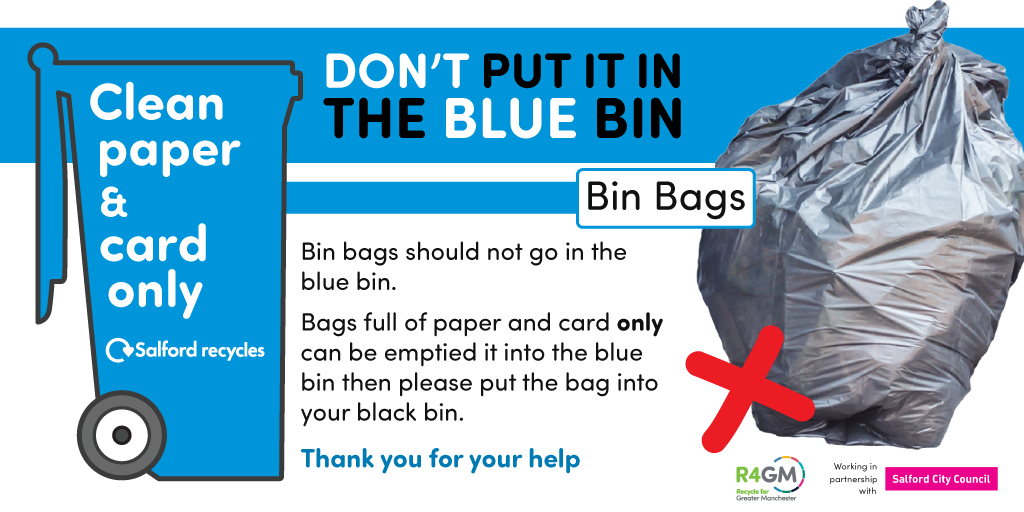 Clean
paper
&
card
only
Salford recycles
DON'T PUT IT IN
THE BLUE BIN
Bin Bags
Bin bags should not go in the
blue bin.
Bags full of paper and card only
can be emptied it into the blue
bin then please put the bag into
your black bin.
Thank you for your help
R4GM
Recycle for
Greater Manchester
Working in
partnership
with
Salford City Council